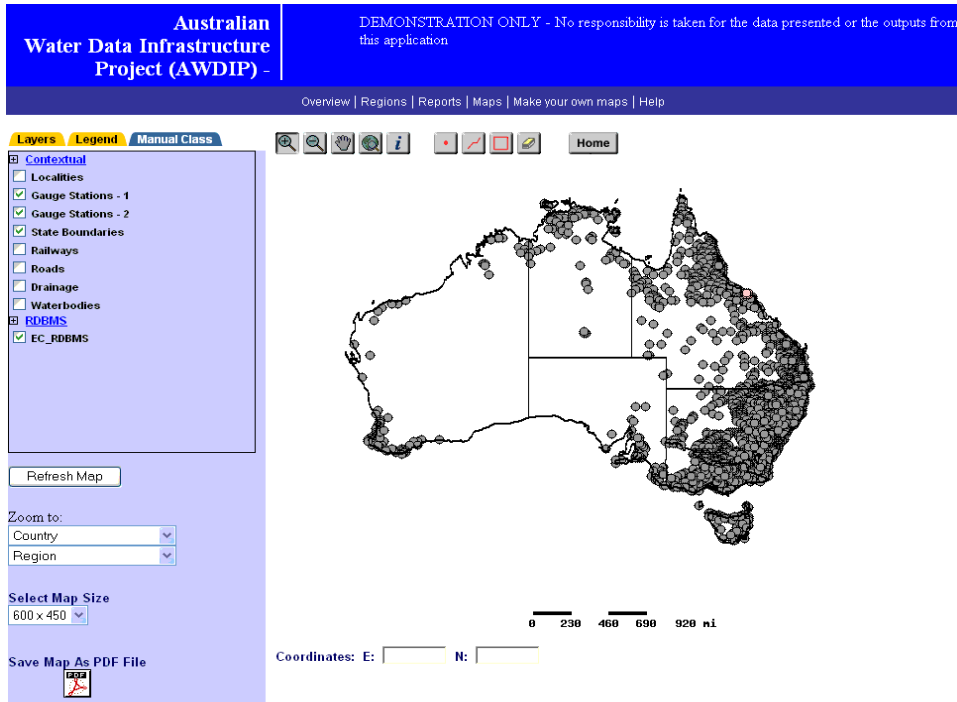 Australian
Water Data Infrastructure
Project (AWDIP) -
DEMONSTRATION ONLY - No responsibility is taken for the data presented or the outputs from
this application
Overview | Regions | Reports | Maps | Make your own maps | Help
Layers Legend Manual Class
Home
Contextual
Localities
Gauge Stations - 1
Gauge Stations - 2
State Boundaries
Railways
Roads
Drainage
Waterbodies
RDBMS
EC_RDBMS
Refresh Map
Zoom to:
Country
Region
Select Map Size
600 x 450
0 230 460 690 920 mi
Coordinates: E: N:
Save Map As PDF File
PDF